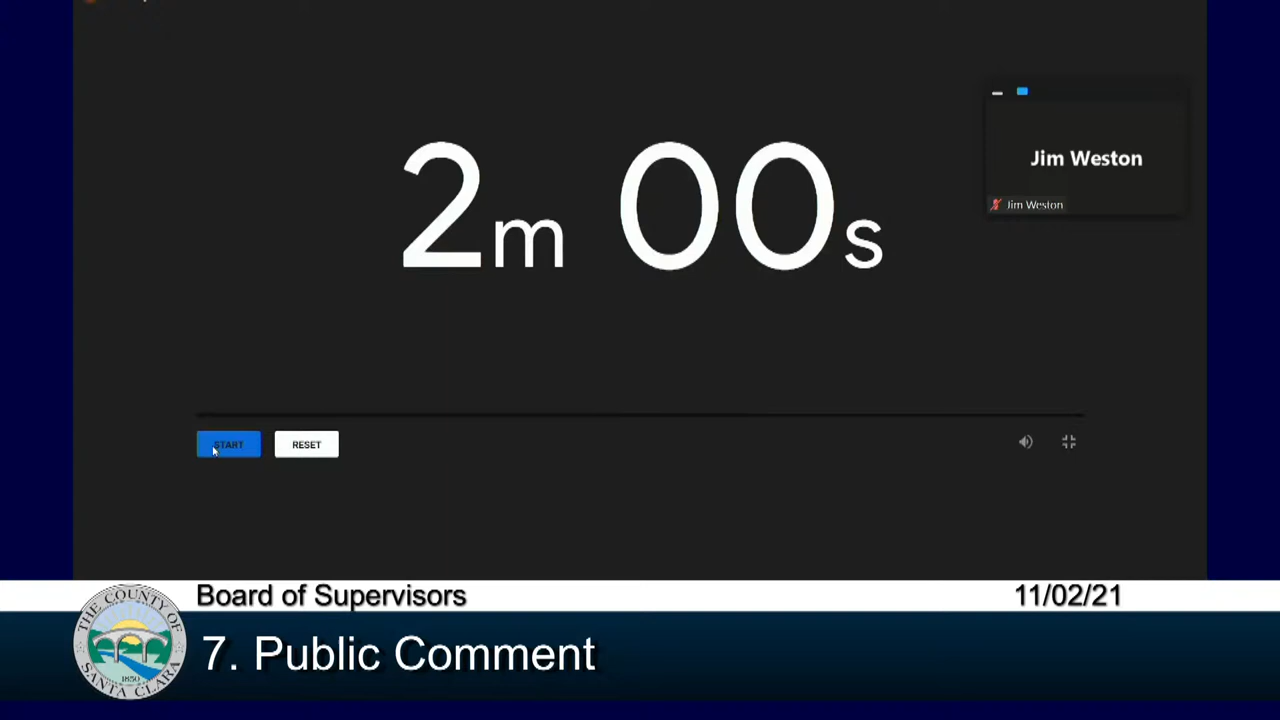 2m 00s
Jim Weston
Jim Weston
START
RESET
Board of Supervisors
11/02/21
7. Public Comment
THE COUNTY OF
SANTA CLARA
1850